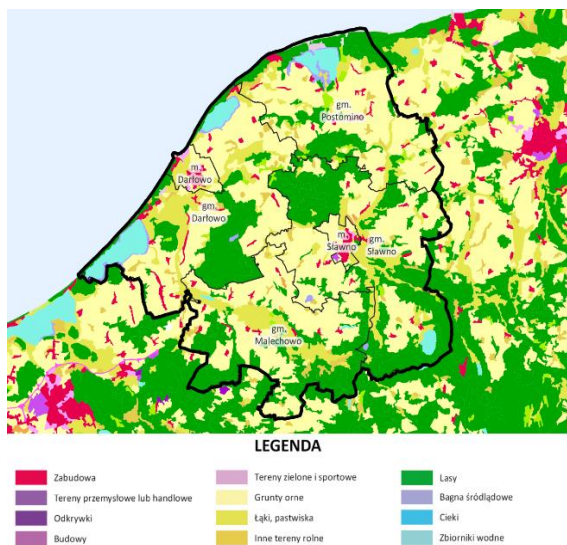 gm.
Postomino
m.
Darłowo
gm.
Darłowo
m.
Sławno
gm.
Sławno
gm.
Malechowo
LEGENDA
Zabudowa
Tereny przemysłowe lub handlowe
Odkrywki
Budowy
Tereny zielone i sportowe
Grunty orne
Łąki, pastwiska
Inne tereny rolne
Lasy
Bagna śródlądowe
Cieki
Zbiorniki wodne